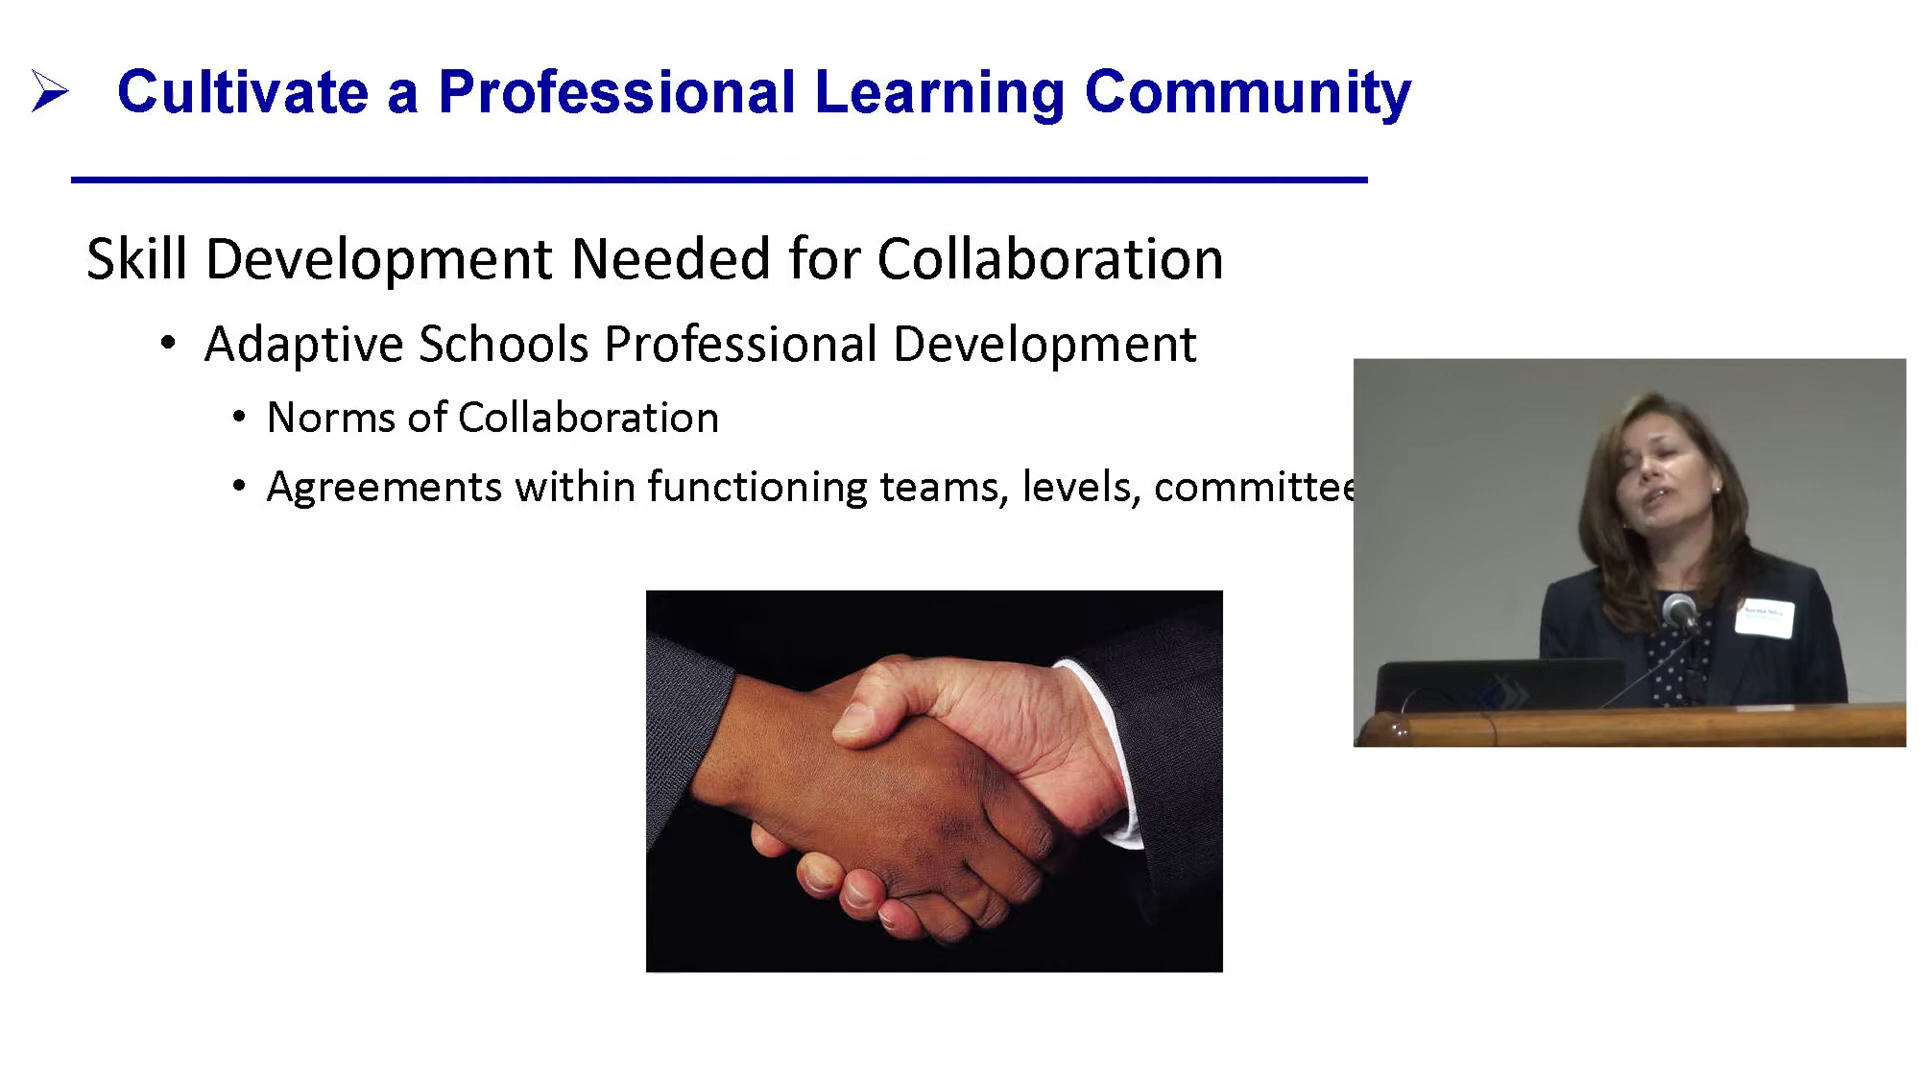 Cultivate a Professional Learning Community
Skill Development Needed for Collaboration
• Adaptive Schools Professional Development
• Norms of Collaboration
• Agreements within functioning teams, levels, committee